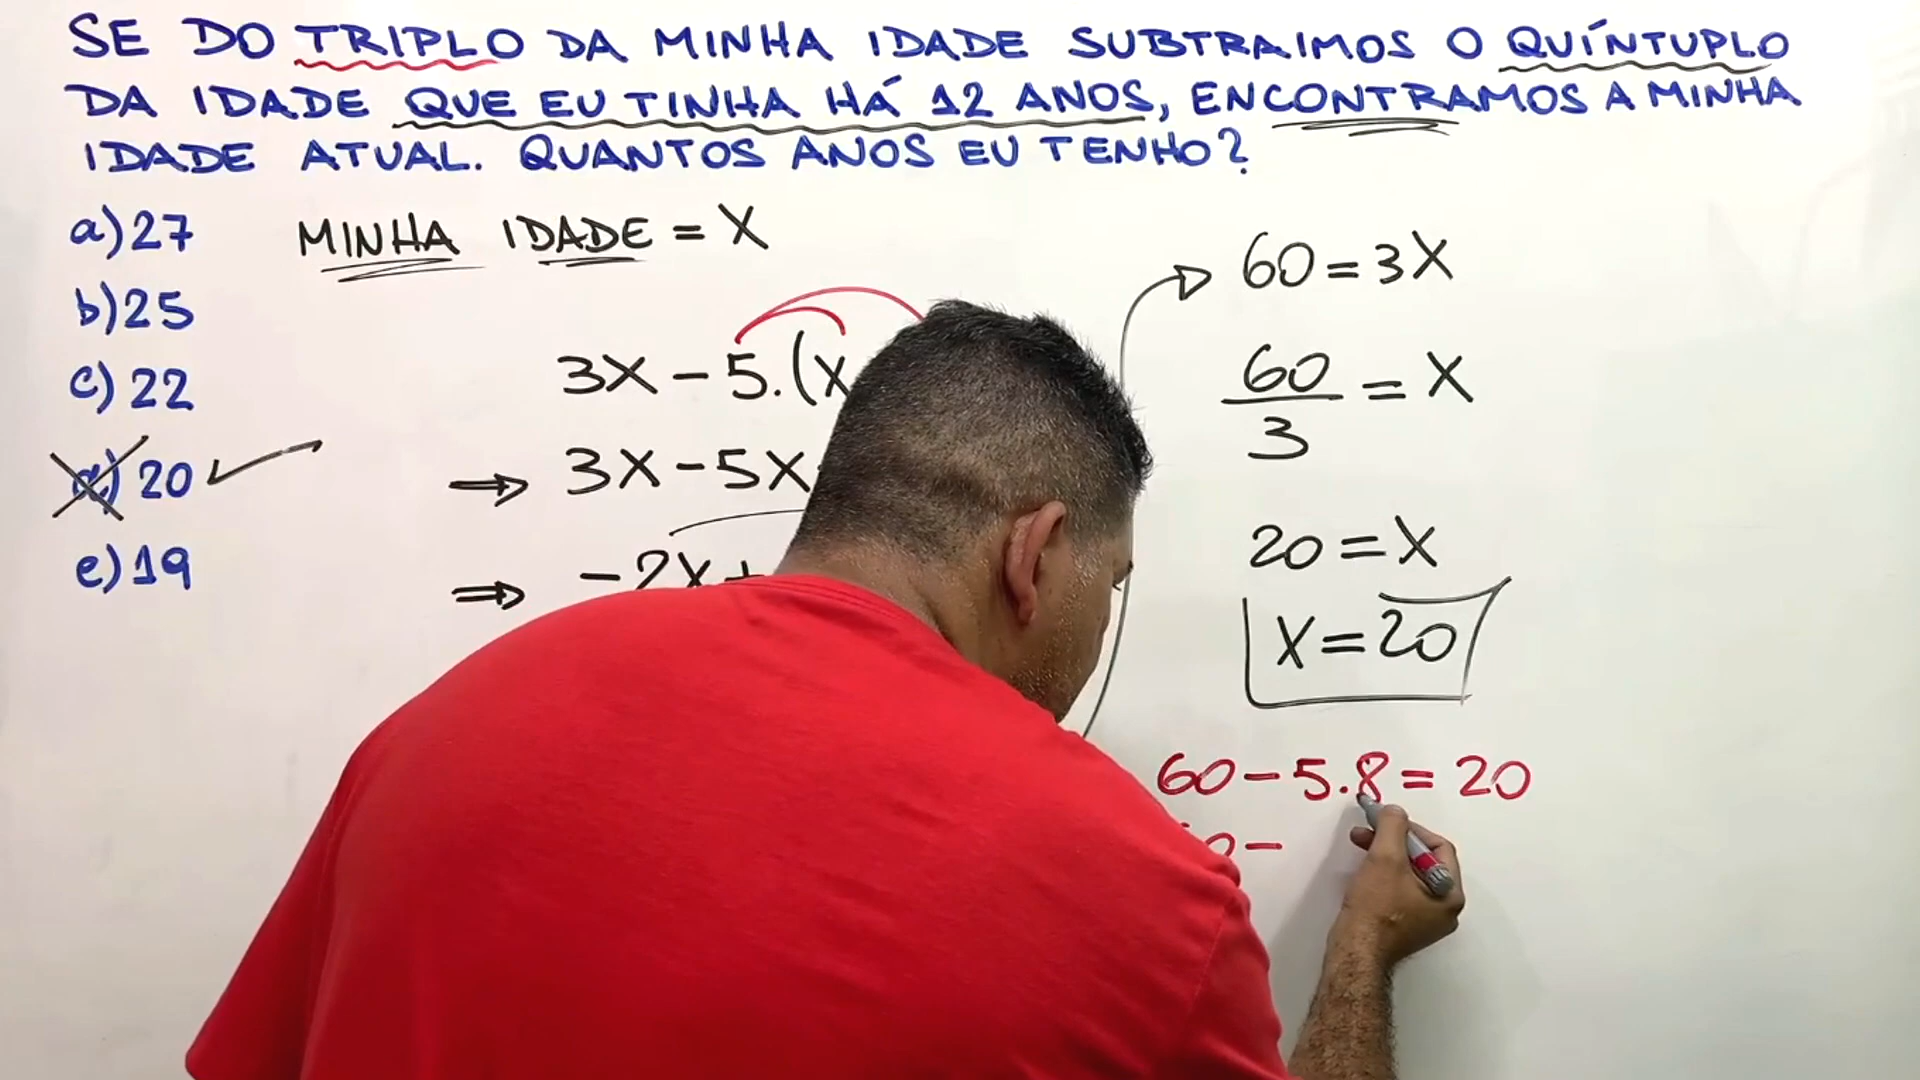 SE DO TRIPLO DA MINHA IDADE SUBTRAIMOS O QUÍNTUPLO
DA IDADE QUE EU TINHA HÁ 12 ANOS, ENCONTRAMOS A MINHA
IDADE ATUAL. QUANTOS ANOS EU TENHO?
a) 27
b) 25
c) 22
d) 20
e) 19
MINHA IDADE = X
3X - 5.(X
⇒ 3X - 5X
⇒ -2X +
60 = 3X
60/3 = X
20 = X
X = 20
60 - 5.8 = 20
60 -